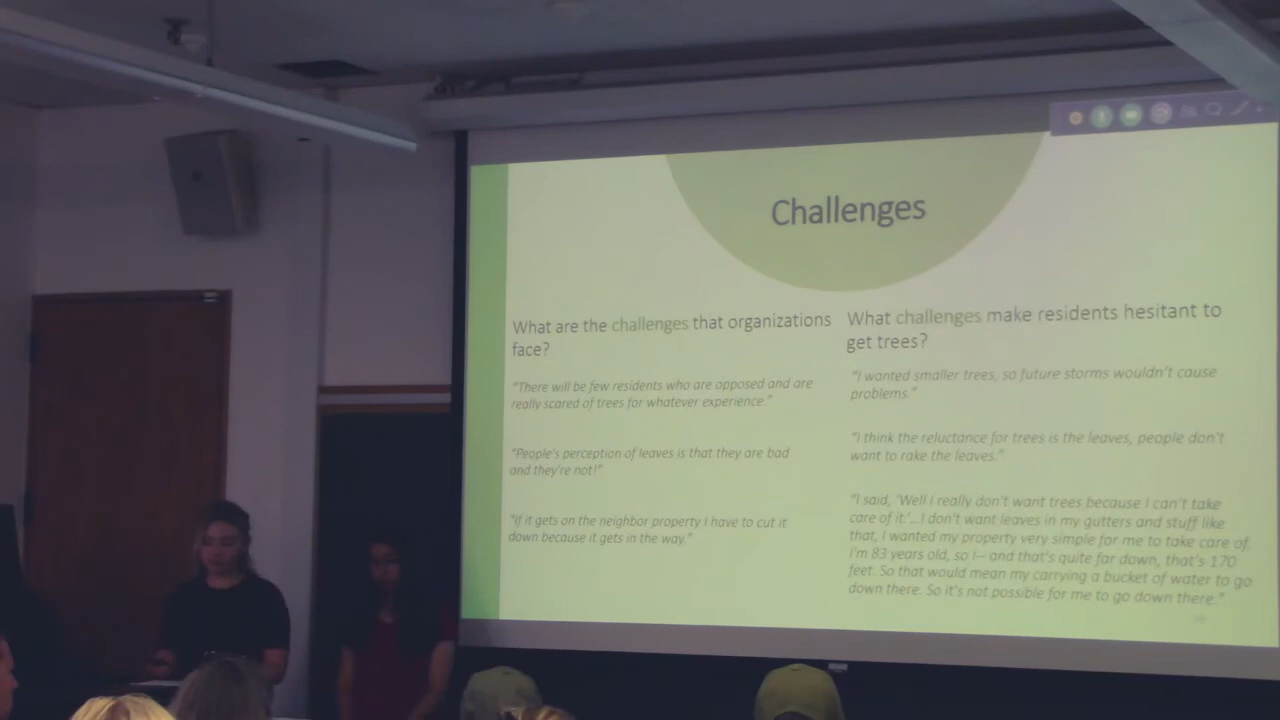 Challenges
What are the challenges that organizations
face?
"There will be few residents who are opposed and are
really scared of trees for whatever experience."
"People's perception of leaves is that they are bad
and they're not!"
"If it gets on the neighbor property I have to cut it
down because it gets in the way."
What challenges make residents hesitant to
get trees?
"I wanted smaller trees, so future storms wouldn't cause
problems."
"I think the reluctance for trees is the leaves, people don't
want to rake the leaves."
"I said, 'Well I really don't want trees because I can't take
care of it.'...I don't want leaves in my gutters and stuff like
that, I wanted my property very simple for me to take care of.
I'm 83 years old, so I-- and that's quite far down, that's 170
feet. So that would mean my carrying a bucket of water to go
down there. So it's not possible for me to go down there."